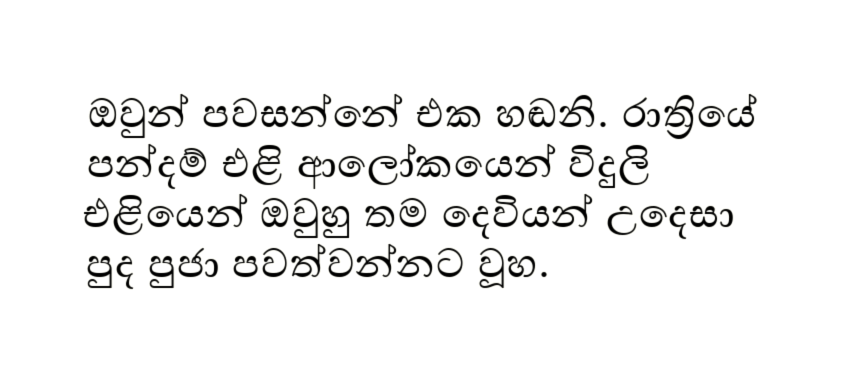 ඔවුන් පවසන්නේ එක හඬනි. රාත්‍රියේ
පන්දම් එළි ආලෝකයෙන් විදුලි
එළියෙන් ඔවුහු තම දෙවියන් උදෙසා
පුද පුජා පවත්වන්නට වූහ.